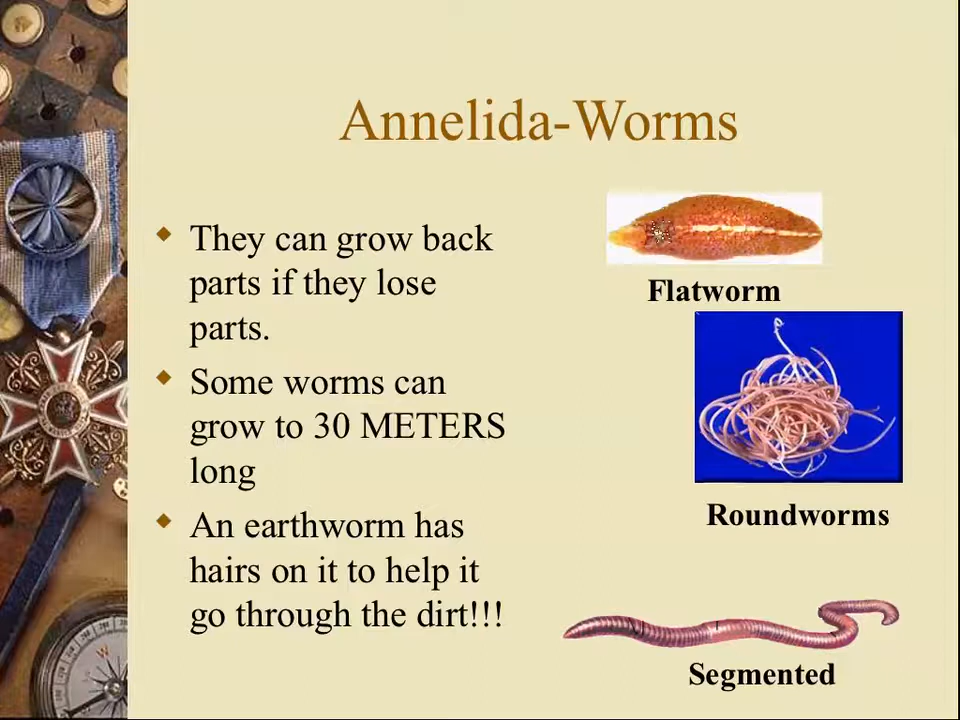 Annelida-Worms
They can grow back
parts if they lose
parts.
Some worms can
grow to 30 METERS
long
An earthworm has
hairs on it to help it
go through the dirt!!!
Flatworm
Roundworms
Segmented
W